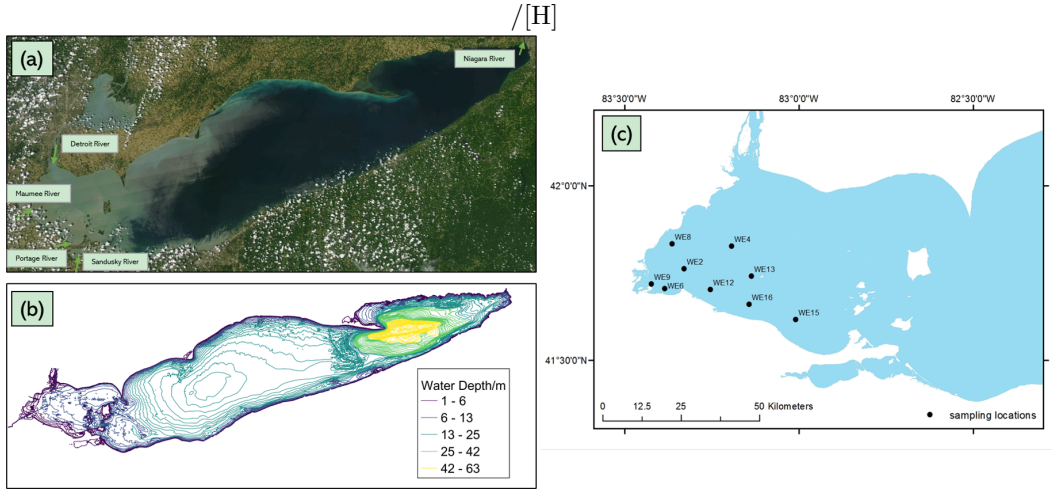 /[H]
(a)
Niagara River
Detroit River
Maumee River
Portage River
Sandusky River
(b)
Water Depth/m
1 - 6
6 - 13
13 - 25
25 - 42
42 - 63
83°30'0"W 83°0'0"W 82°30'0"W
(c)
42°0'0"N
41°30'0"N
WE8
WE4
WE2
WE13
WE9
WE6
WE12
WE16
WE15
0 12.5 25 50 Kilometers
sampling locations